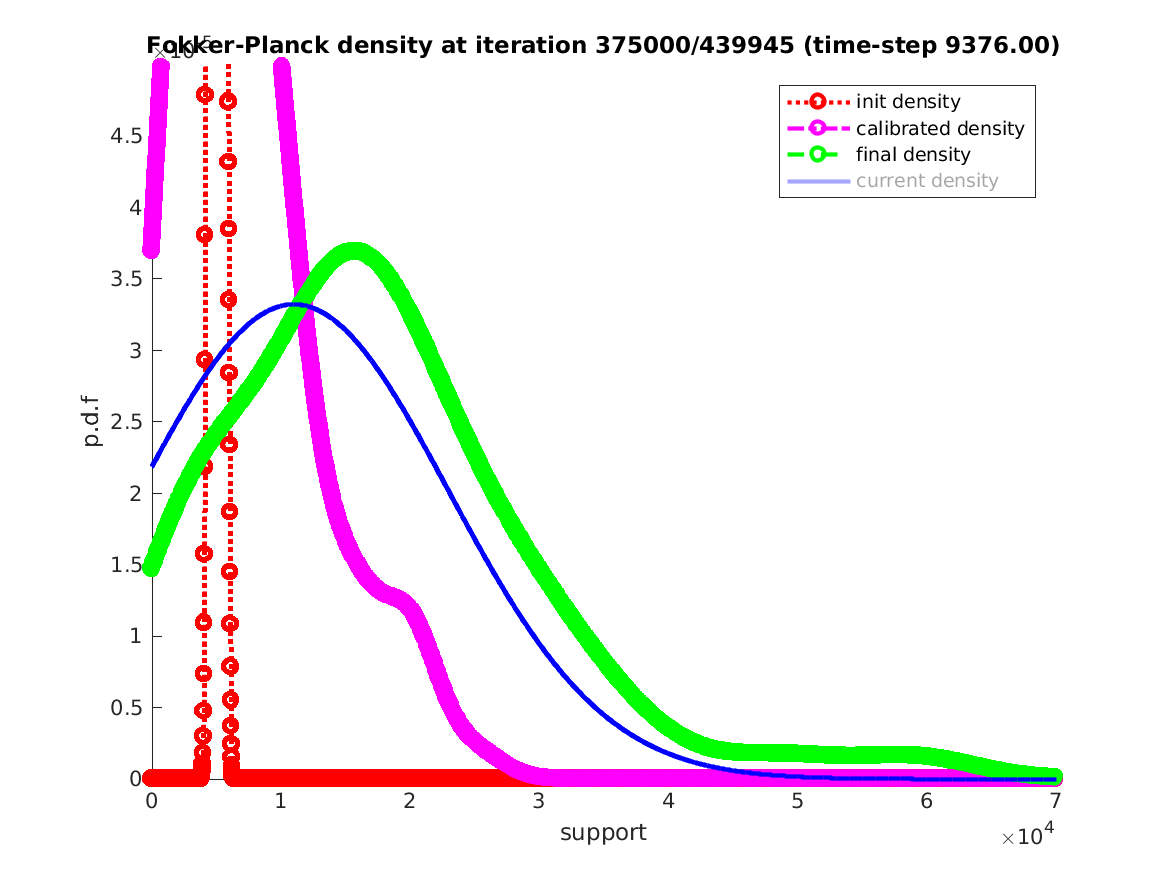 Fokker-Planck density at iteration 375000/439945 (time-step 9376.00)
init density
calibrated density
final density
current density
4.5
4
3.5
3
2.5
2
1.5
1
0.5
0
p.d.f
0 1 2 3 4 5 6 7
support
×10⁴